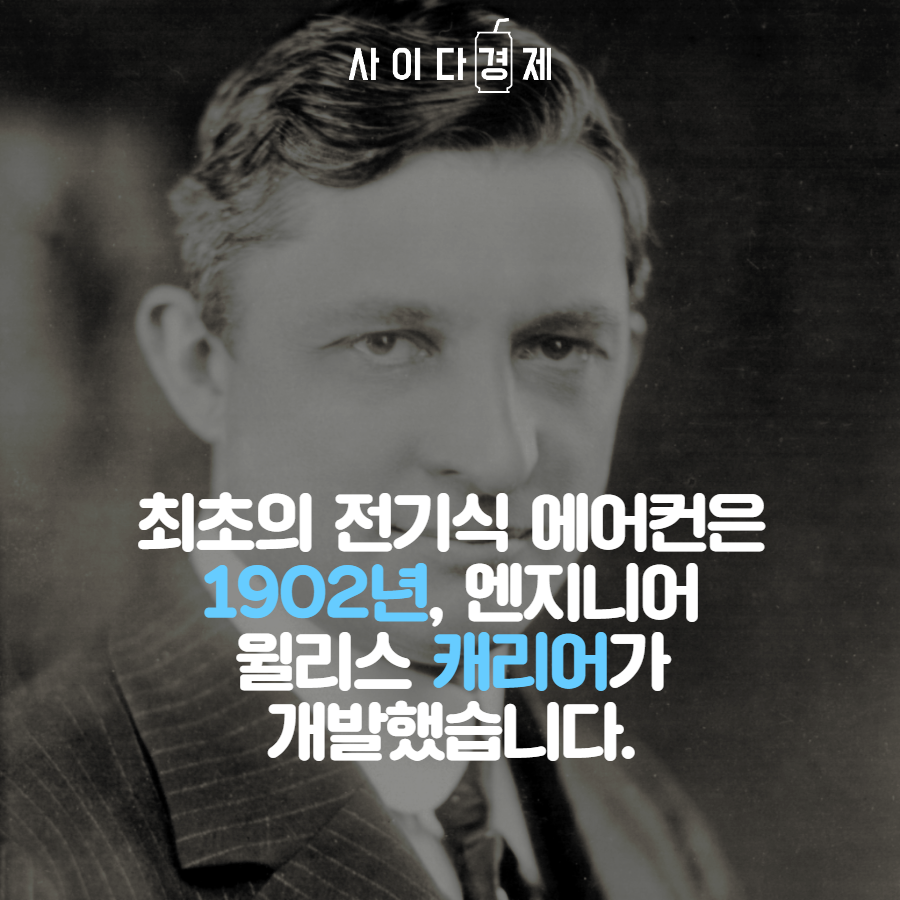 사이다경제
최초의 전기식 에어컨은
1902년, 엔지니어
윌리스 캐리어가
개발했습니다.